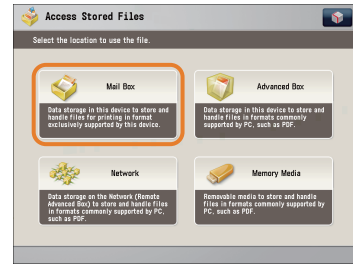 Access Stored Files
Select the location to use the file.
Mail Box
Data storage in this device to store and
handle files for printing in format
exclusively supported by this device.
Advanced Box
Data storage in this device to store and
handle files in formats commonly
supported by PC, such as PDF.
Network
Data storage on the Network (Remote
Advanced Box) to store and handle files
in formats commonly supported by PC,
such as PDF.
Memory Media
Removable media to store and handle
files in formats commonly supported by
PC, such as PDF.